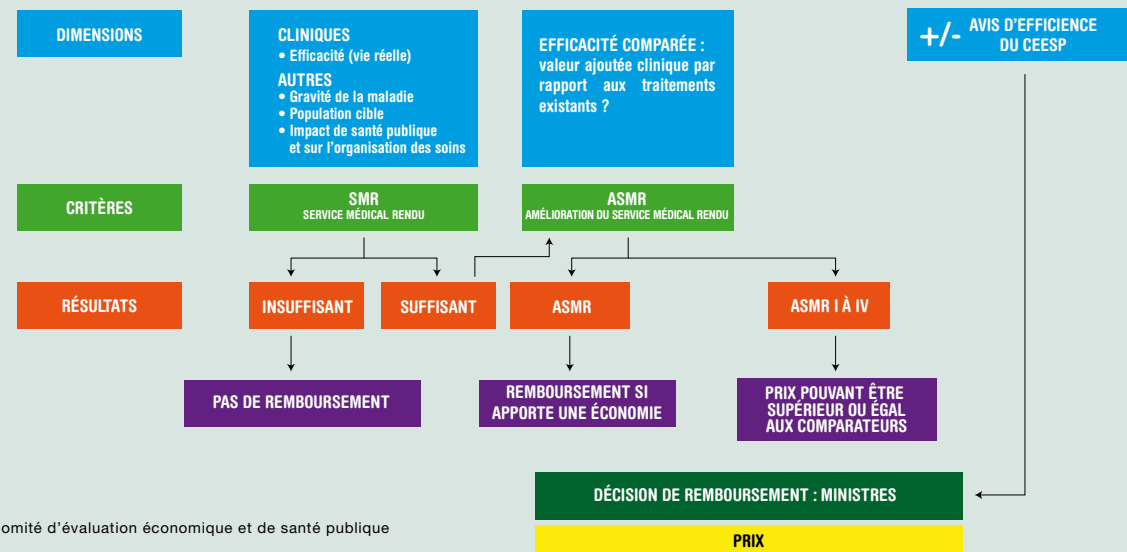 DIMENSIONS
CLINIQUES
• Efficacité (vie réelle)
AUTRES
• Gravité de la maladie
• Population cible
• Impact de santé publique
et sur l'organisation des soins
EFFICACITÉ COMPARÉE :
valeur ajoutée clinique par
rapport aux traitements
existants ?
+/- AVIS D'EFFICIENCE
DU CEESP
CRITÈRES
SMR
SERVICE MÉDICAL RENDU
ASMR
AMÉLIORATION DU SERVICE MÉDICAL RENDU
RÉSULTATS
INSUFFISANT
SUFFISANT
ASMR
ASMR I À IV
PAS DE REMBOURSEMENT
REMBOURSEMENT SI
APPORTE UNE ÉCONOMIE
PRIX POUVANT ÊTRE
SUPÉRIEUR OU ÉGAL
AUX COMPARATEURS
DÉCISION DE REMBOURSEMENT : MINISTRES
omité d'évaluation économique et de santé publique
PRIX